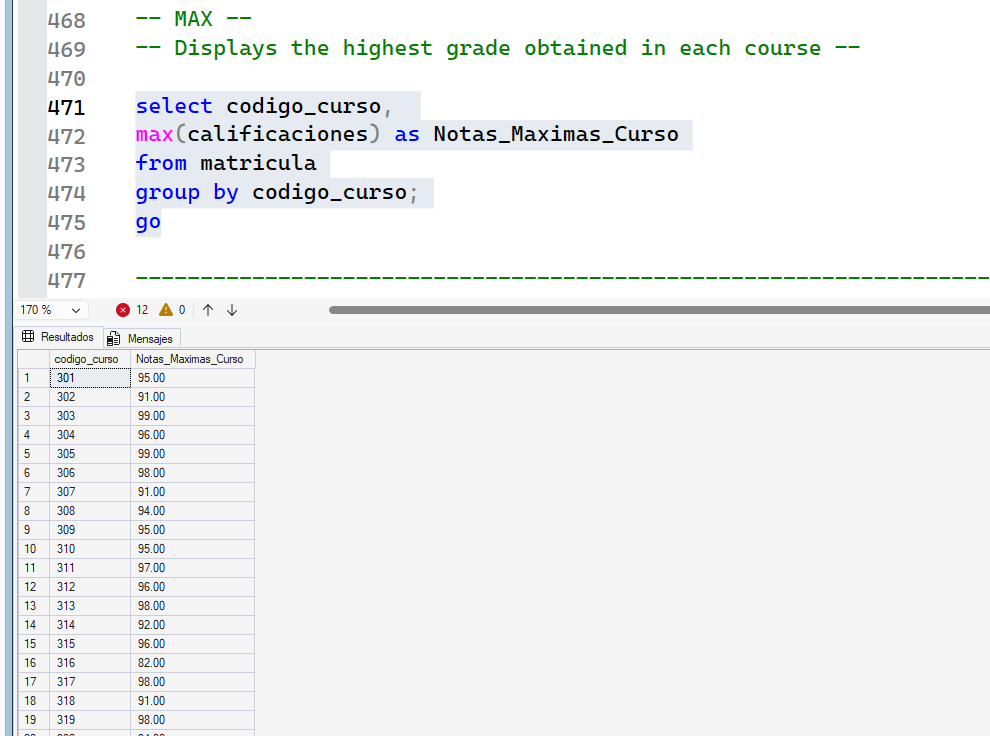 468 -- MAX --
469 -- Displays the highest grade obtained in each course --
470
471 select codigo_curso,
472 max(calificaciones) as Notas_Maximas_Curso
473 from matricula
474 group by codigo_curso;
475 go
476
477 ------------------------------------------------------------------
170 % 12 0
Resultados Mensajes
codigo_curso Notas_Maximas_Curso
1 301 95.00
2 302 91.00
3 303 99.00
4 304 96.00
5 305 99.00
6 306 98.00
7 307 91.00
8 308 94.00
9 309 95.00
10 310 95.00
11 311 97.00
12 312 96.00
13 313 98.00
14 314 92.00
15 315 96.00
16 316 82.00
17 317 98.00
18 318 91.00
19 319 98.00